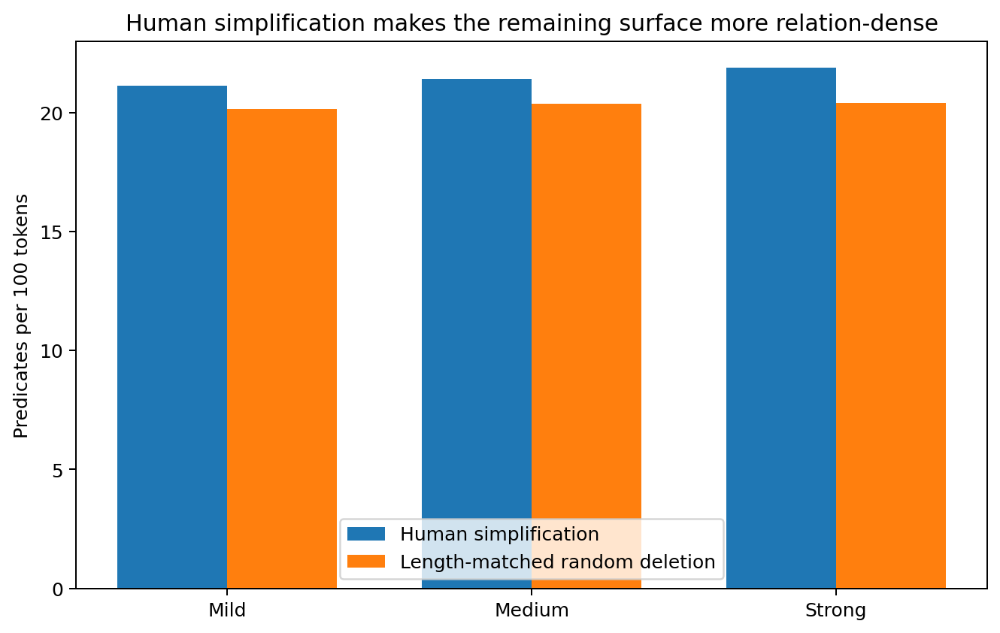 Human simplification makes the remaining surface more relation-dense
Predicates per 100 tokens
20
15
10
5
0
Human simplification
Length-matched random deletion
Mild
Medium
Strong